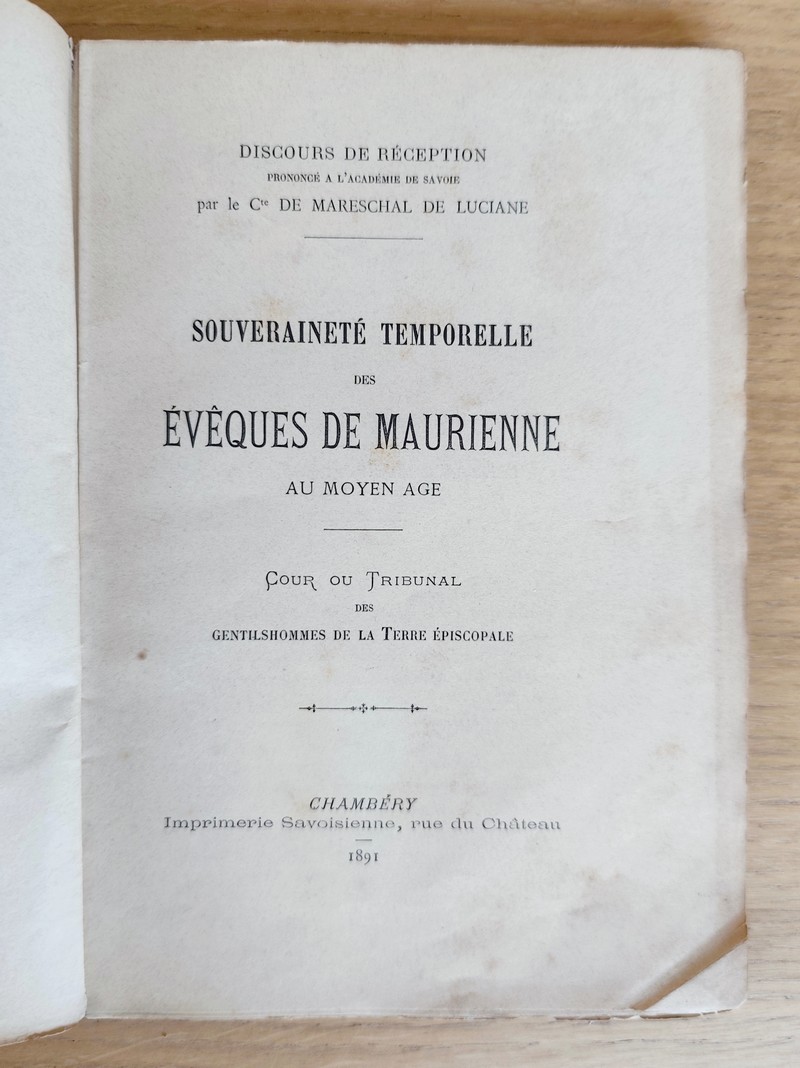 DISCOURS DE RÉCEPTION
PRONONCÉ A L'ACADÉMIE DE SAVOIE
par le Cte DE MARESCHAL DE LUCIANE
SOUVERAINETÉ TEMPORELLE
DES
ÉVÊQUES DE MAURIENNE
AU MOYEN AGE
COUR OU TRIBUNAL
DES
GENTILSHOMMES DE LA TERRE ÉPISCOPALE
CHAMBÉRY
Imprimerie Savoisienne, rue du Château
1891